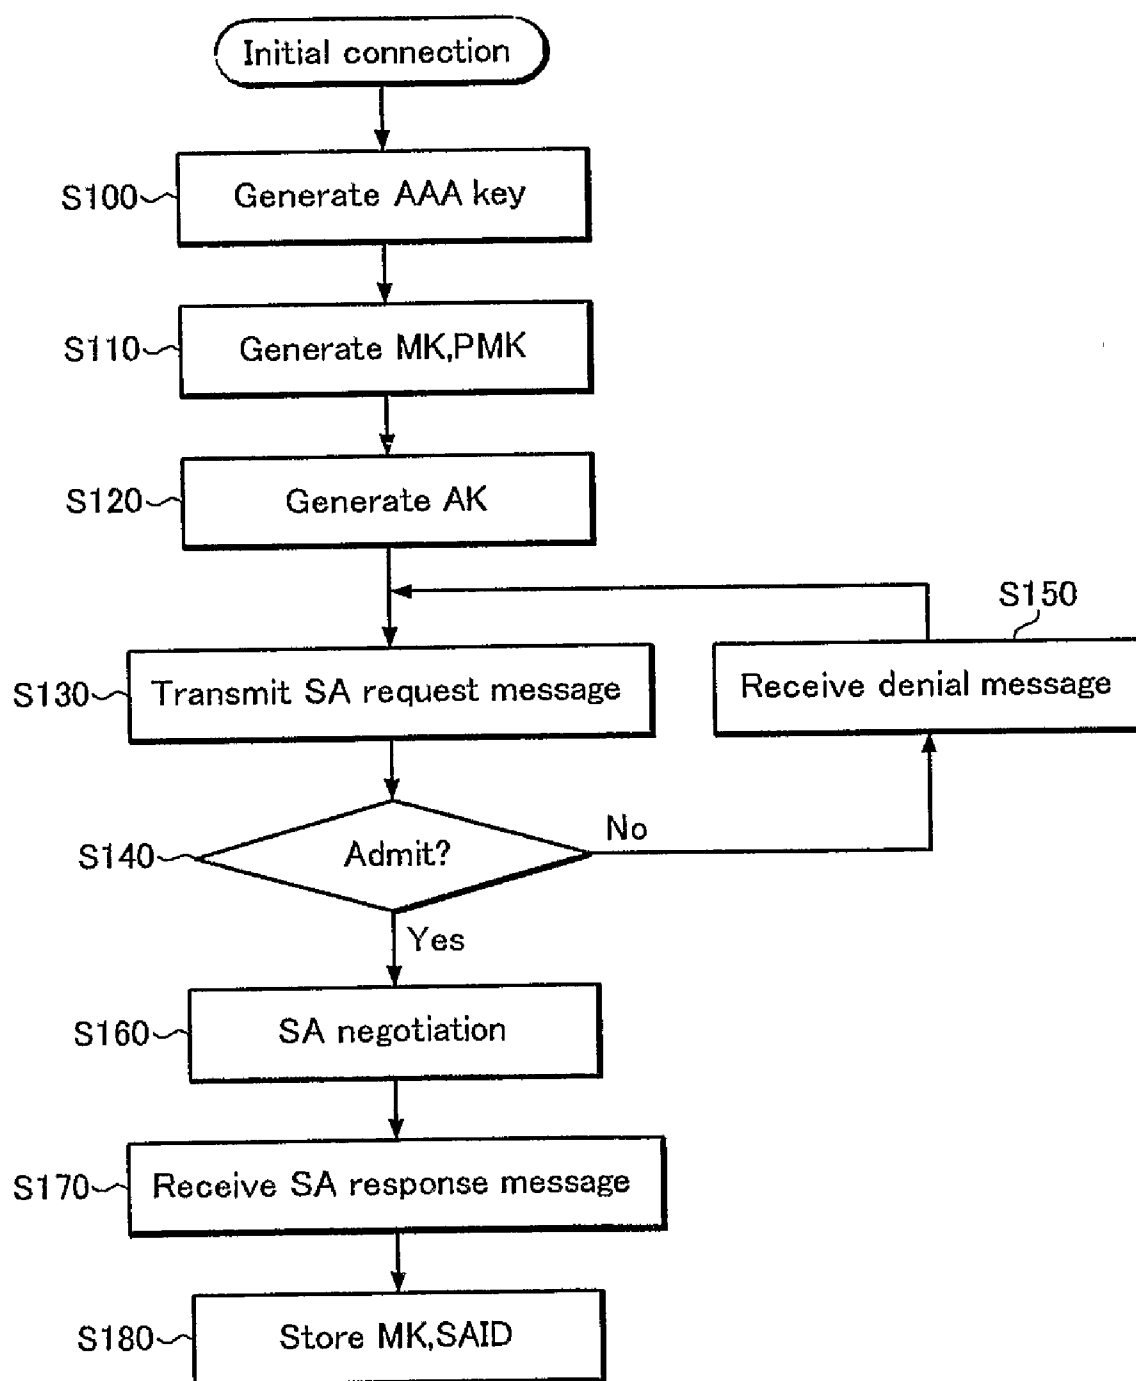 Initial connection
S100
Generate AAA key
S110
Generate MK,PMK
S120
Generate AK
S150
S130
Transmit SA request message
Receive denial message
No
S140
Admit?
Yes
S160
SA negotiation
S170
Receive SA response message
S180
Store MK,SAID